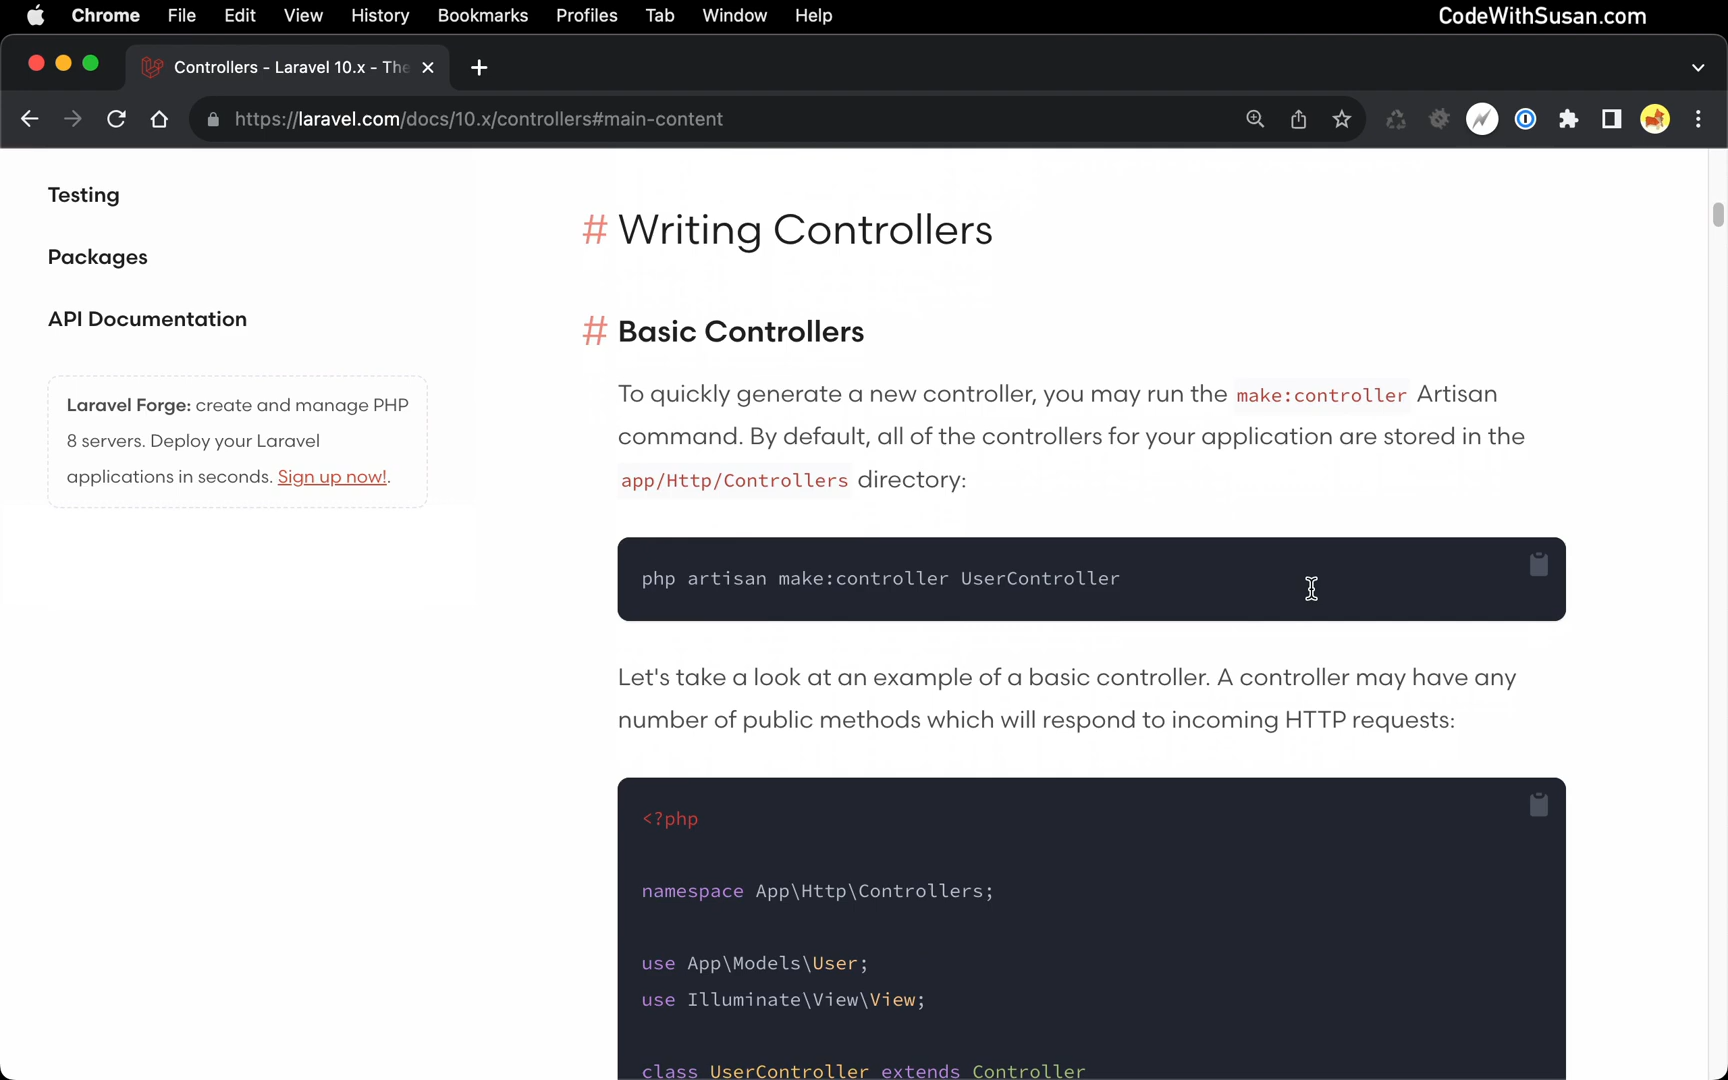 Chrome File Edit View History Bookmarks Profiles Tab Window Help CodeWithSusan.com
Controllers - Laravel 10.x - The
https://laravel.com/docs/10.x/controllers#main-content
Testing
Packages
API Documentation
Laravel Forge: create and manage PHP
8 servers. Deploy your Laravel
applications in seconds. Sign up now!.
# Writing Controllers
# Basic Controllers
To quickly generate a new controller, you may run the make:controller Artisan
command. By default, all of the controllers for your application are stored in the
app/Http/Controllers directory:
php artisan make:controller UserController
Let's take a look at an example of a basic controller. A controller may have any
number of public methods which will respond to incoming HTTP requests:
<?php
namespace App\Http\Controllers;
use App\Models\User;
use Illuminate\View\View;
class UserController extends Controller